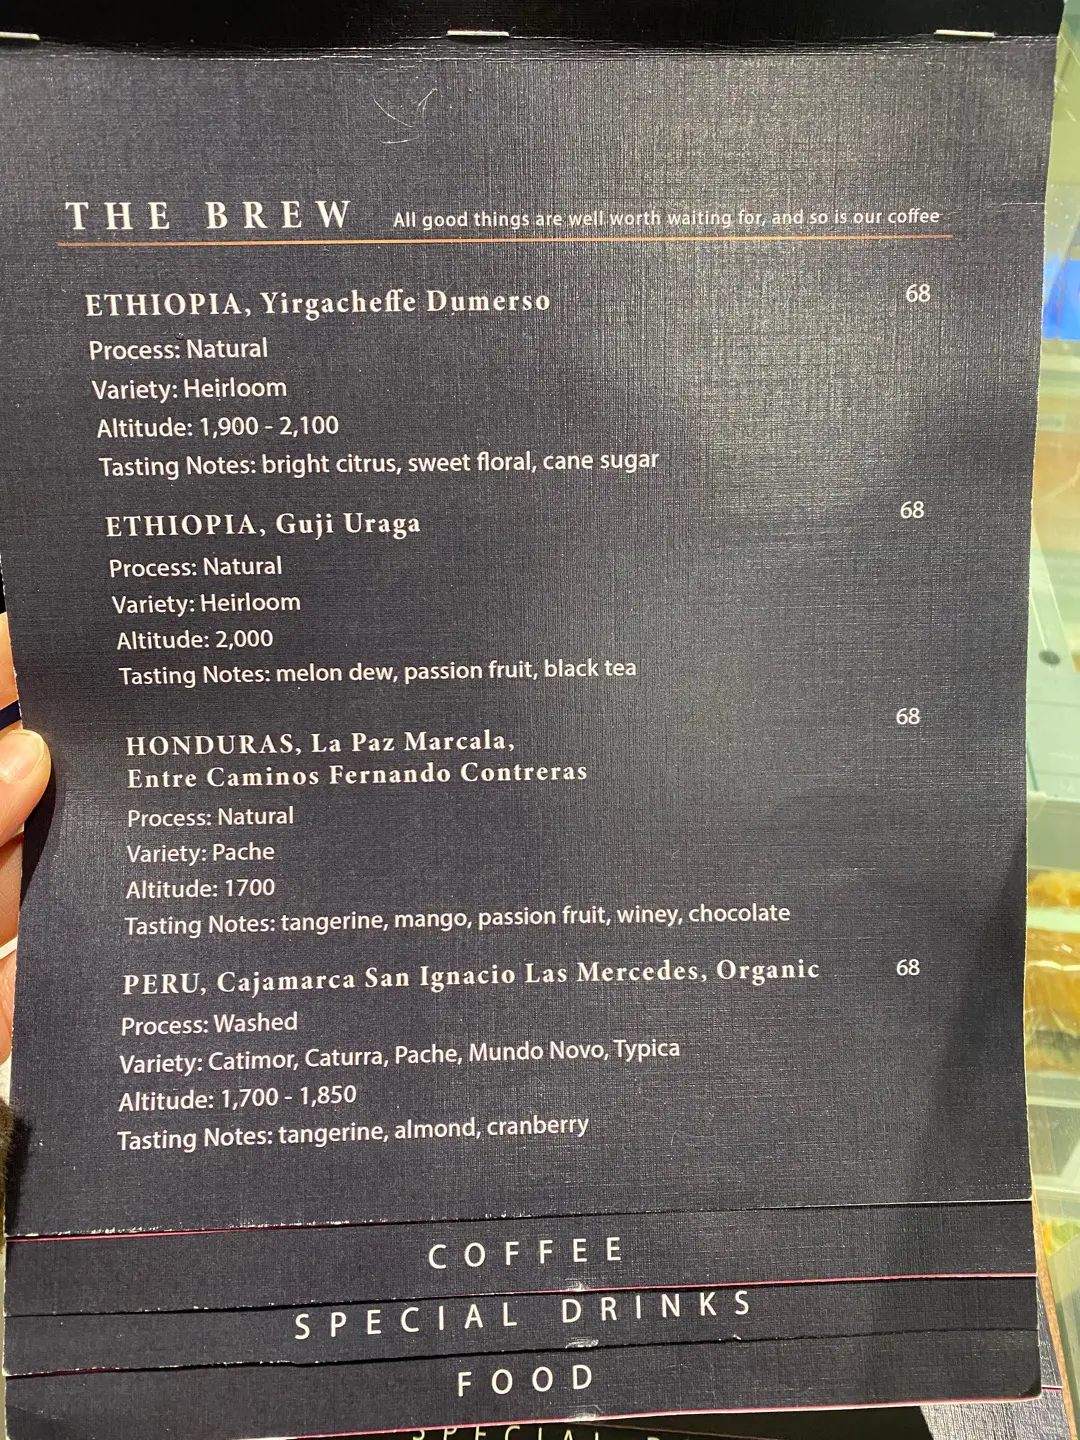 THE BREW All good things are well worth waiting for, and so is our coffee
ETHIOPIA, Yirgacheffe Dumerso 68
Process: Natural
Variety: Heirloom
Altitude: 1,900 - 2,100
Tasting Notes: bright citrus, sweet floral, cane sugar
ETHIOPIA, Guji Uraga 68
Process: Natural
Variety: Heirloom
Altitude: 2,000
Tasting Notes: melon dew, passion fruit, black tea
HONDURAS, La Paz Marcala, 68
Entre Caminos Fernando Contreras
Process: Natural
Variety: Pache
Altitude: 1700
Tasting Notes: tangerine, mango, passion fruit, winey, chocolate
PERU, Cajamarca San Ignacio Las Mercedes, Organic 68
Process: Washed
Variety: Catimor, Caturra, Pache, Mundo Novo, Typica
Altitude: 1,700 - 1,850
Tasting Notes: tangerine, almond, cranberry
COFFEE
SPECIAL DRINKS
FOOD